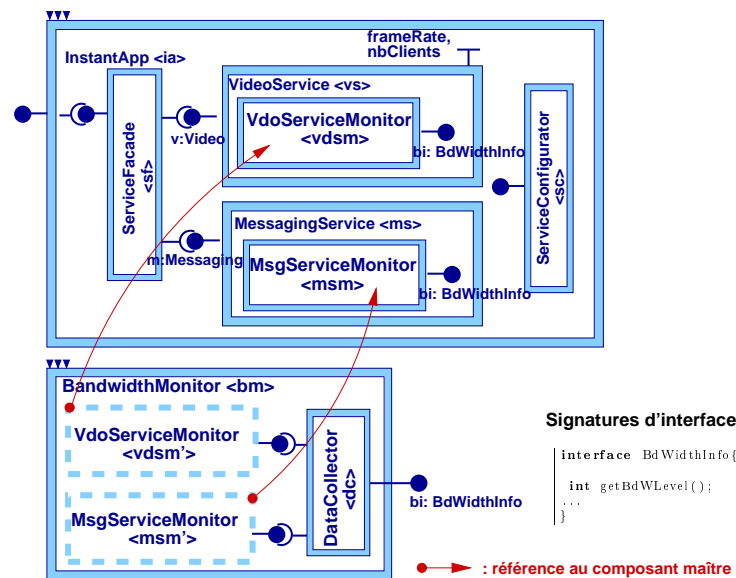 frameRate,
nbClients
InstantApp <ia>
VideoService <vs>
VdoServiceMonitor
<vdsm>
v:Video
bi: BdWidthInfo
ServiceFacade
<sf>
ServiceConfigurator
<sc>
MessagingService <ms>
m:Messaging
MsgServiceMonitor
<msm>
bi: BdWidthInfo
BandwidthMonitor <bm>
VdoServiceMonitor
<vdsm'>
MsgServiceMonitor
<msm'>
DataCollector
<dc>
bi: BdWidthInfo
Signatures d'interface
interface BdWidthInfo{
int getBdWLevel();
...
}
: référence au composant maître